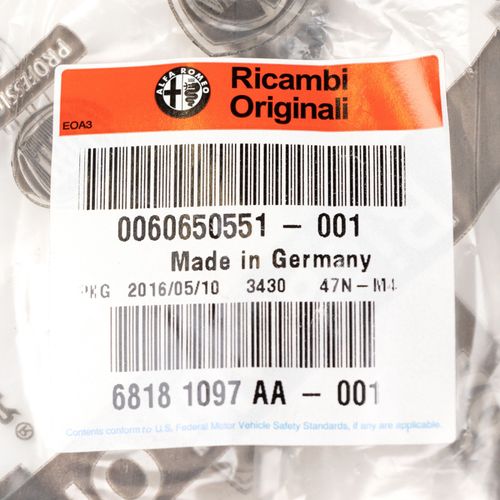 PROFESSIO
ALFA ROMEO
Ricambi
Originali
EOA3
0060650551 - 001
Made in Germany
PKG 2016/05/10 3430 47N-M4
6818 1097 AA - 001
Contents conform to U.S. Federal Motor Vehicle Safety Standards, if any are applicable.